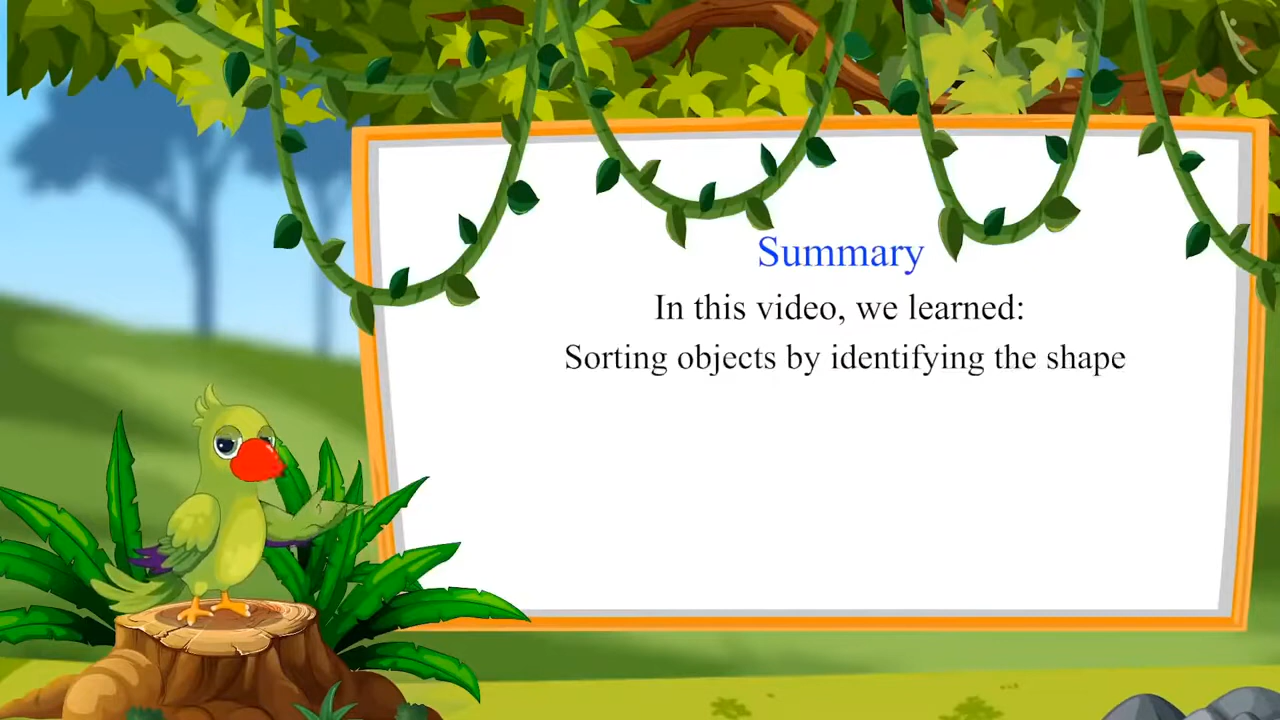 Summary
In this video, we learned:
Sorting objects by identifying the shape